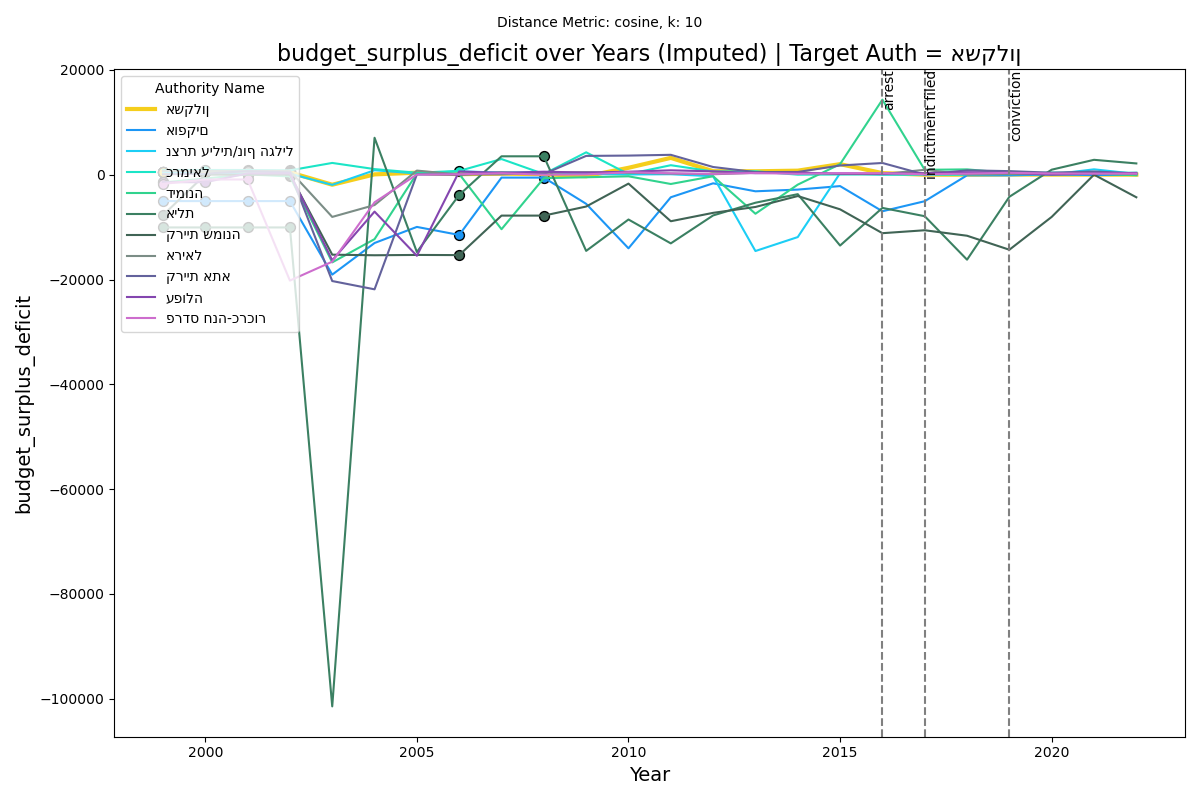 Distance Metric: cosine, k: 10
budget_surplus_deficit over Years (Imputed) | Target Auth = אשקלון
Authority Name
אשקלון
אופקים
נצרת עילית/נוף הגליל
כרמיאל
דימונה
אילת
קריית שמונה
אריאל
קריית אתא
עפולה
פרדס חנה-כרכור
arrest
indictment filed
conviction
20000
0
−20000
−40000
−60000
−80000
−100000
budget_surplus_deficit
2000
2005
2010
2015
2020
Year